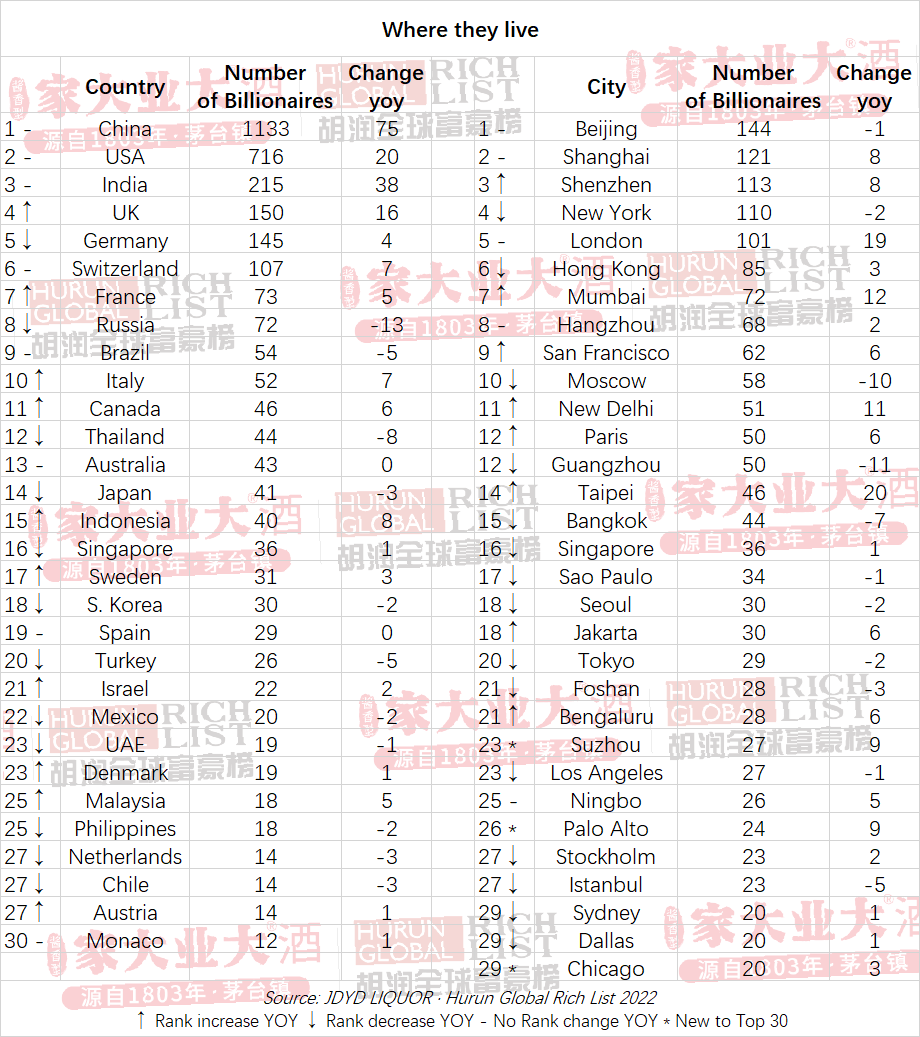 Where they live
Country Number of Billionaires Change yoy City Number of Billionaires Change yoy
1 - China 1133 75 1 - Beijing 144 -1
2 - USA 716 20 2 - Shanghai 121 8
3 - India 215 38 3 ↑ Shenzhen 113 8
4 ↑ UK 150 16 4 ↓ New York 110 -2
5 ↓ Germany 145 4 5 - London 101 19
6 - Switzerland 107 7 6 ↓ Hong Kong 85 3
7 ↑ France 73 5 7 ↑ Mumbai 72 12
8 ↓ Russia 72 -13 8 - Hangzhou 68 2
9 - Brazil 54 -5 9 ↑ San Francisco 62 6
10 ↑ Italy 52 7 10 ↓ Moscow 58 -10
11 ↑ Canada 46 6 11 ↑ New Delhi 51 11
12 ↓ Thailand 44 -8 12 ↑ Paris 50 6
13 - Australia 43 0 12 ↓ Guangzhou 50 -11
14 ↓ Japan 41 -3 14 ↑ Taipei 46 20
15 ↑ Indonesia 40 8 15 ↓ Bangkok 44 -7
16 ↓ Singapore 36 1 16 ↓ Singapore 36 1
17 ↑ Sweden 31 3 17 ↓ Sao Paulo 34 -1
18 ↓ S. Korea 30 -2 18 ↓ Seoul 30 -2
19 - Spain 29 0 18 ↑ Jakarta 30 6
20 ↓ Turkey 26 -5 20 ↓ Tokyo 29 -2
21 ↑ Israel 22 2 21 ↓ Foshan 28 -3
22 ↓ Mexico 20 -2 21 ↑ Bengaluru 28 6
23 ↓ UAE 19 -1 23 * Suzhou 27 9
23 ↑ Denmark 19 1 23 ↓ Los Angeles 27 -1
25 ↑ Malaysia 18 5 25 - Ningbo 26 5
25 ↓ Philippines 18 -2 26 * Palo Alto 24 9
27 ↓ Netherlands 14 -3 27 ↓ Stockholm 23 2
27 ↓ Chile 14 -3 27 ↓ Istanbul 23 -5
27 ↑ Austria 14 1 29 ↓ Sydney 20 1
30 - Monaco 12 1 29 ↓ Dallas 20 1
29 * Chicago 20 3
Source: JDYD LIQUOR · Hurun Global Rich List 2022
↑ Rank increase YOY ↓ Rank decrease YOY - No Rank change YOY * New to Top 30
家大业大酒
源自1803年·茅台镇
HURUN GLOBAL RICH LIST
胡润全球富豪榜